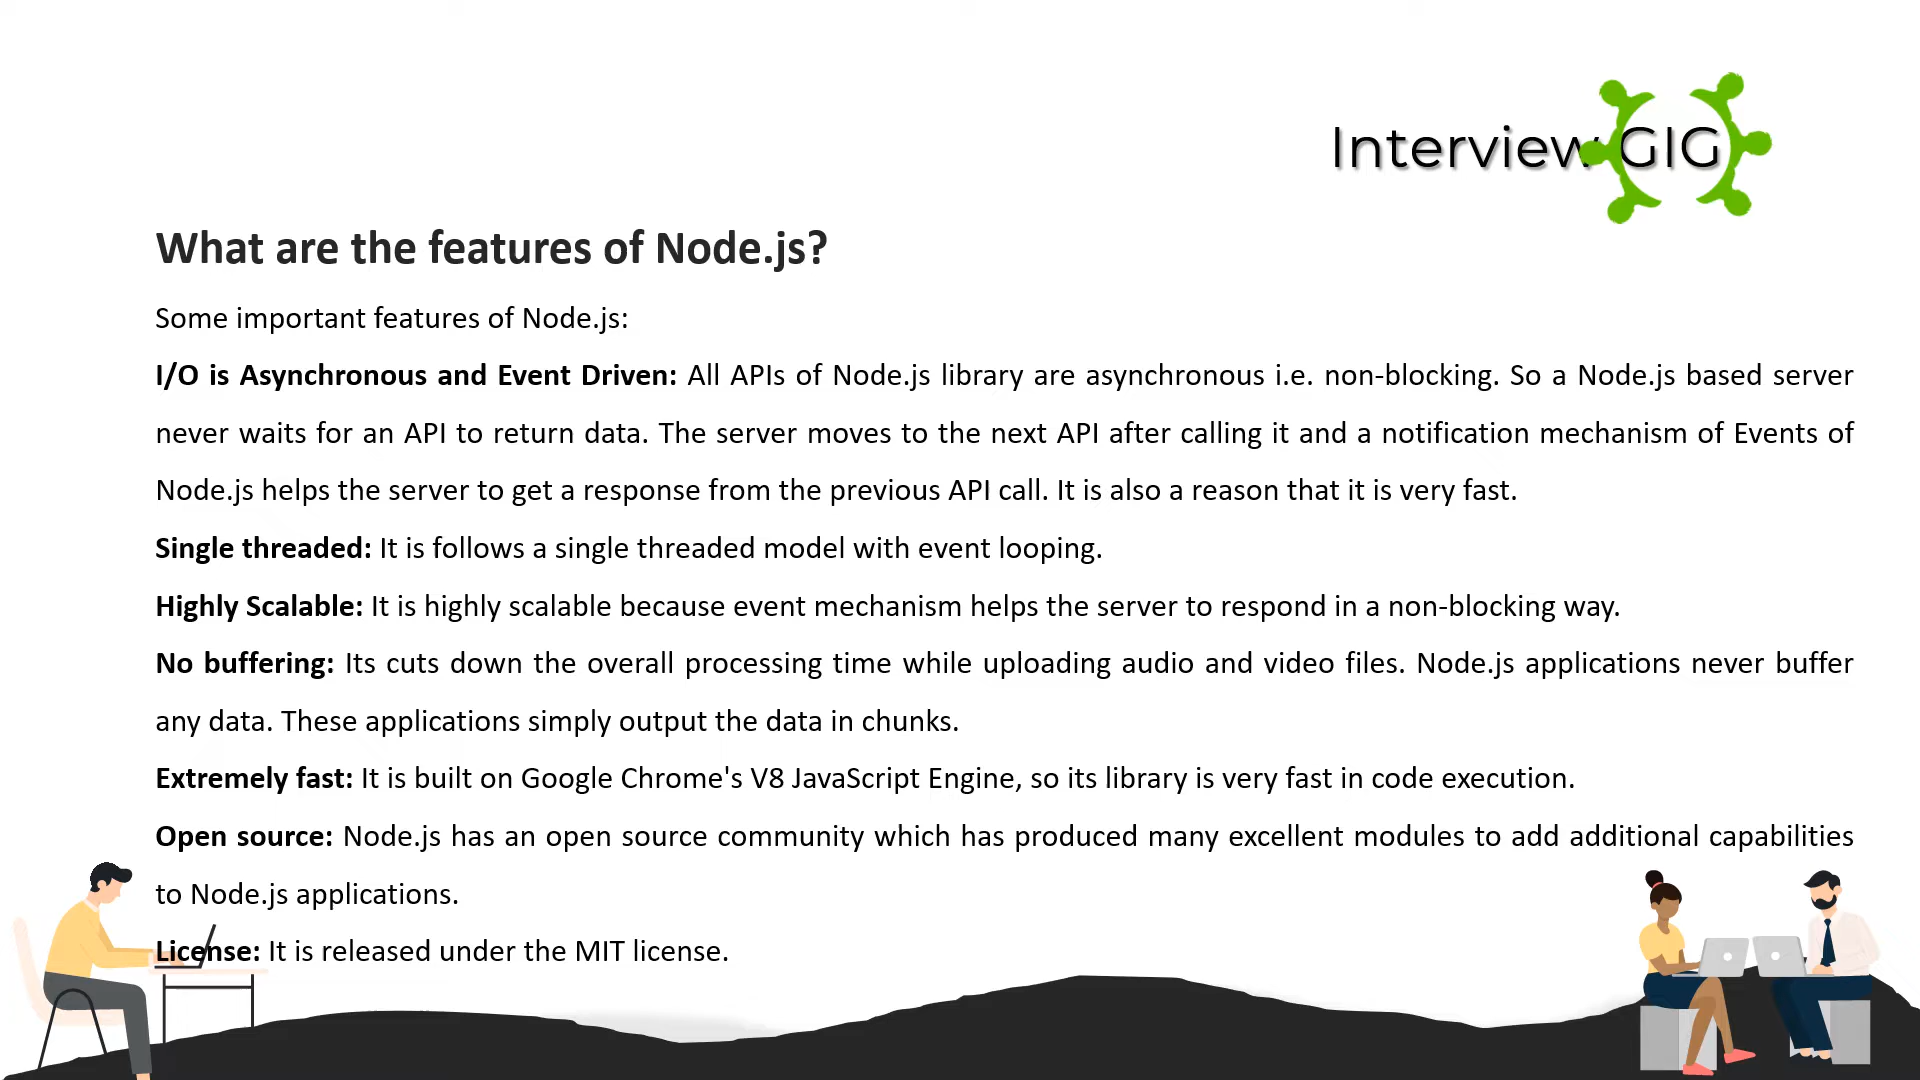 Interview GIG
What are the features of Node.js?
Some important features of Node.js:
I/O is Asynchronous and Event Driven: All APIs of Node.js library are asynchronous i.e. non-blocking. So a Node.js based server
never waits for an API to return data. The server moves to the next API after calling it and a notification mechanism of Events of
Node.js helps the server to get a response from the previous API call. It is also a reason that it is very fast.
Single threaded: It is follows a single threaded model with event looping.
Highly Scalable: It is highly scalable because event mechanism helps the server to respond in a non-blocking way.
No buffering: Its cuts down the overall processing time while uploading audio and video files. Node.js applications never buffer
any data. These applications simply output the data in chunks.
Extremely fast: It is built on Google Chrome's V8 JavaScript Engine, so its library is very fast in code execution.
Open source: Node.js has an open source community which has produced many excellent modules to add additional capabilities
to Node.js applications.
License: It is released under the MIT license.